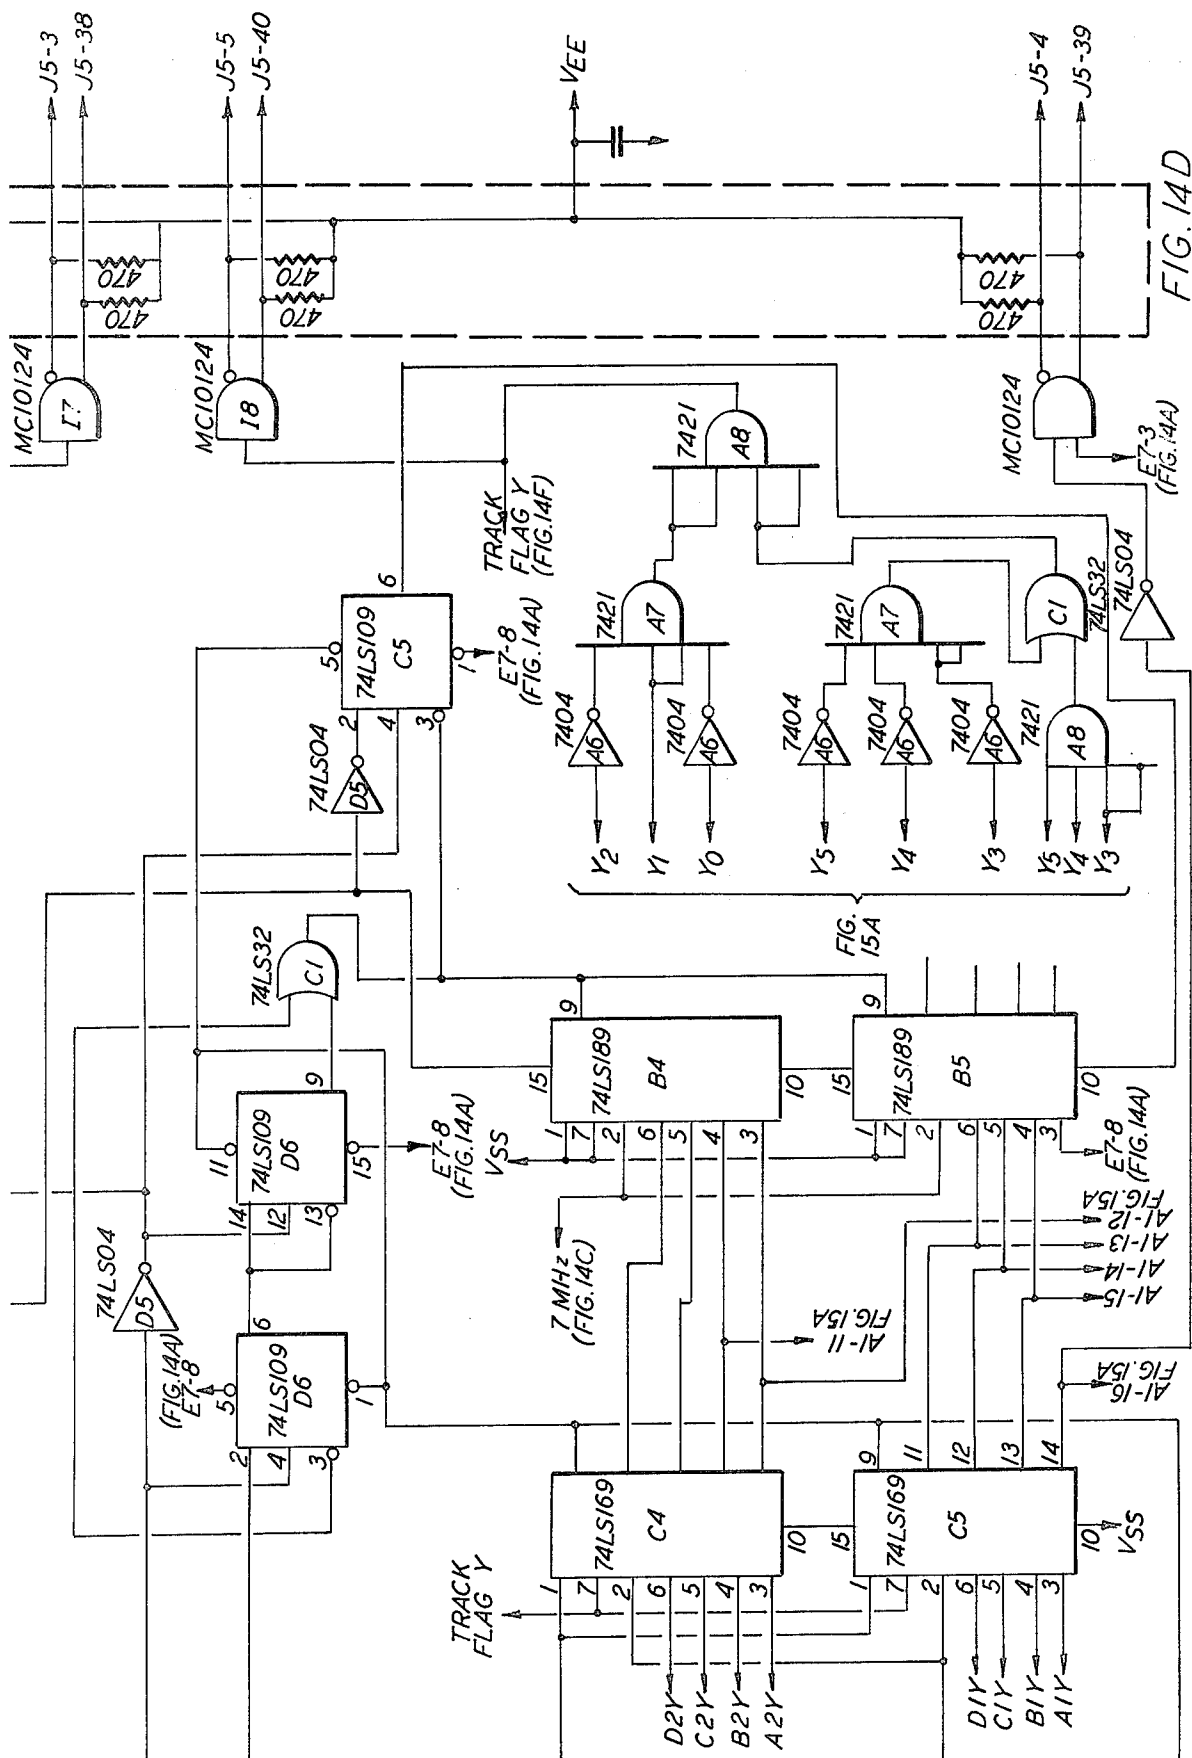 J5-3
J5-38
J5-5
J5-40
VEE
J5-4
J5-39
FIG. 14D
470
470
470
470
470
470
MC10124
I7
MC10124
I8
MC10124
E7-3
(FIG.14A)
TRACK
FLAG Y
(FIG.14F)
7421
A8
6
74LS109
C5
5
2
4
3
1
E7-8
(FIG.14A)
74LS04
D5
7421
A7
7421
A7
C1
74LS32
74LS04
7404
A6
7404
A6
7404
A6
7404
A6
7404
A6
7421
A8
Y2
Y1
Y0
Y5
Y4
Y3
Y5
Y4
Y3
FIG.
15A
74LS32
C1
9
74LS109
D6
11
14
12
13
15
E7-8
(FIG.14A)
VSS
74LS04
D5
(FIG.14A)
E7-8
6
74LS109
D6
5
2
4
3
1
9
15
74LS189
B4
10
1
7
2
6
5
4
3
9
15
74LS189
B5
10
1
7
2
6
5
4
3
E7-8
(FIG.14A)
7 MHz
(FIG.14C)
A1-11
FIG.15A
A1-12
FIG.15A
A1-13
A1-14
A1-15
A1-16
FIG.15A
74LS169
C4
10
1
7
2
6
5
4
3
9
11
12
13
14
15
74LS169
C5
10
VSS
1
7
2
6
5
4
3
TRACK
FLAG Y
D2Y
C2Y
B2Y
A2Y
D1Y
C1Y
B1Y
A1Y